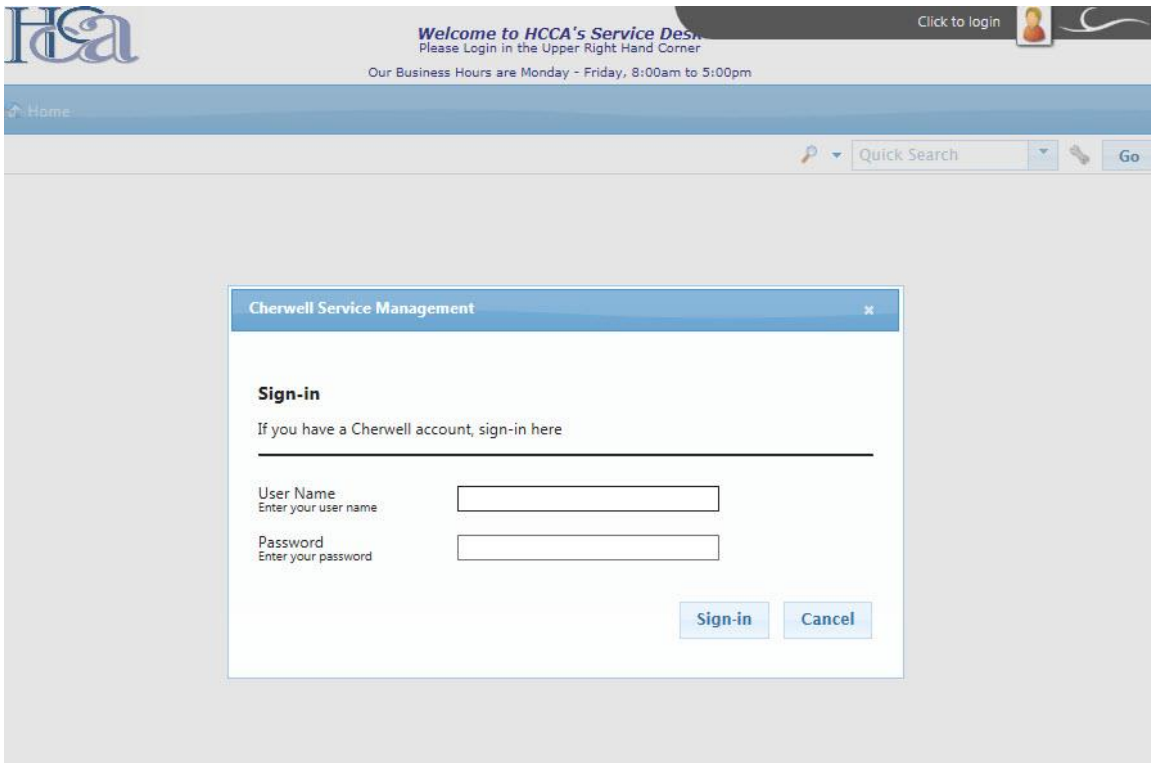 HCCA
Click to login
Welcome to HCCA's Service Desk
Please Login in the Upper Right Hand Corner
Our Business Hours are Monday - Friday, 8:00am to 5:00pm
Home
Quick Search
Go
Cherwell Service Management
Sign-in
If you have a Cherwell account, sign-in here
User Name
Enter your user name
Password
Enter your password
Sign-in
Cancel